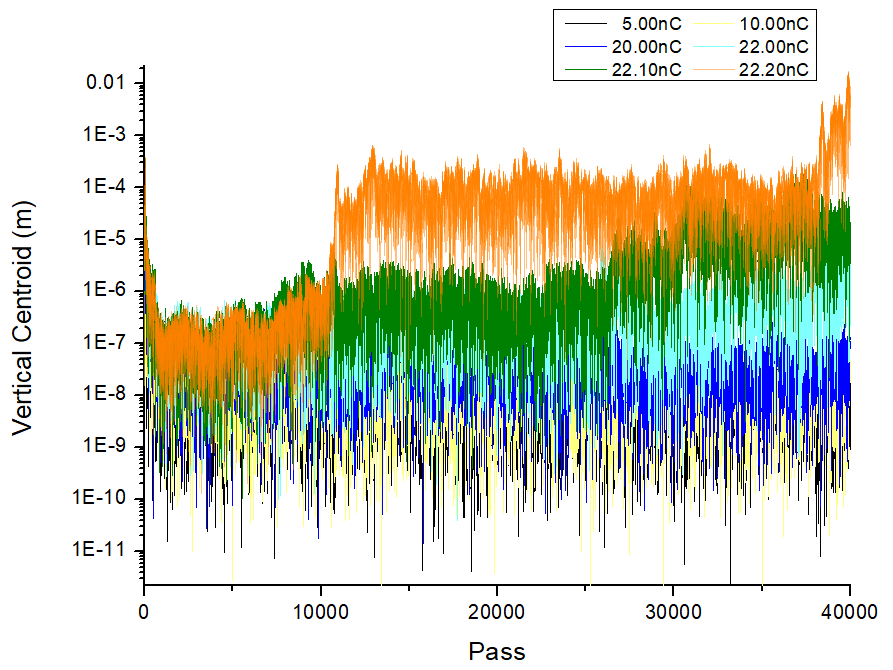 5.00nC 10.00nC
20.00nC 22.00nC
22.10nC 22.20nC
0.01
1E-3
1E-4
1E-5
1E-6
1E-7
1E-8
1E-9
1E-10
1E-11
Vertical Centroid (m)
0 10000 20000 30000 40000
Pass